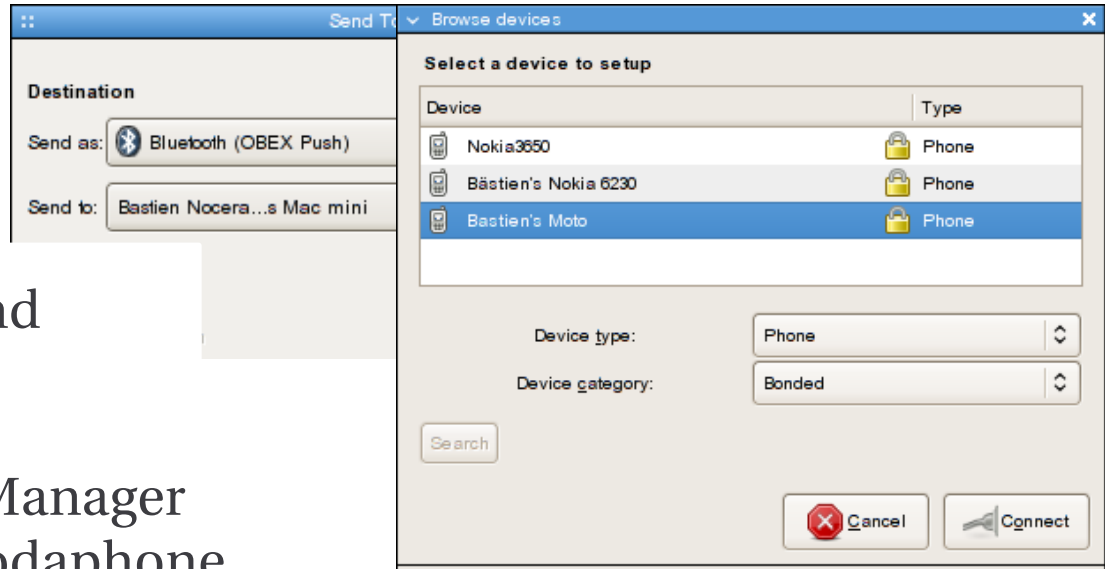 Send To
Destination
Send as: Bluetooth (OBEX Push)
Send to: Bastien Nocera...s Mac mini
nd
Manager
odaphone
Browse devices
Select a device to setup
Device Type
Nokia3650 Phone
Bästien's Nokia 6230 Phone
Bastien's Moto Phone
Device type: Phone
Device category: Bonded
Search
Cancel Connect